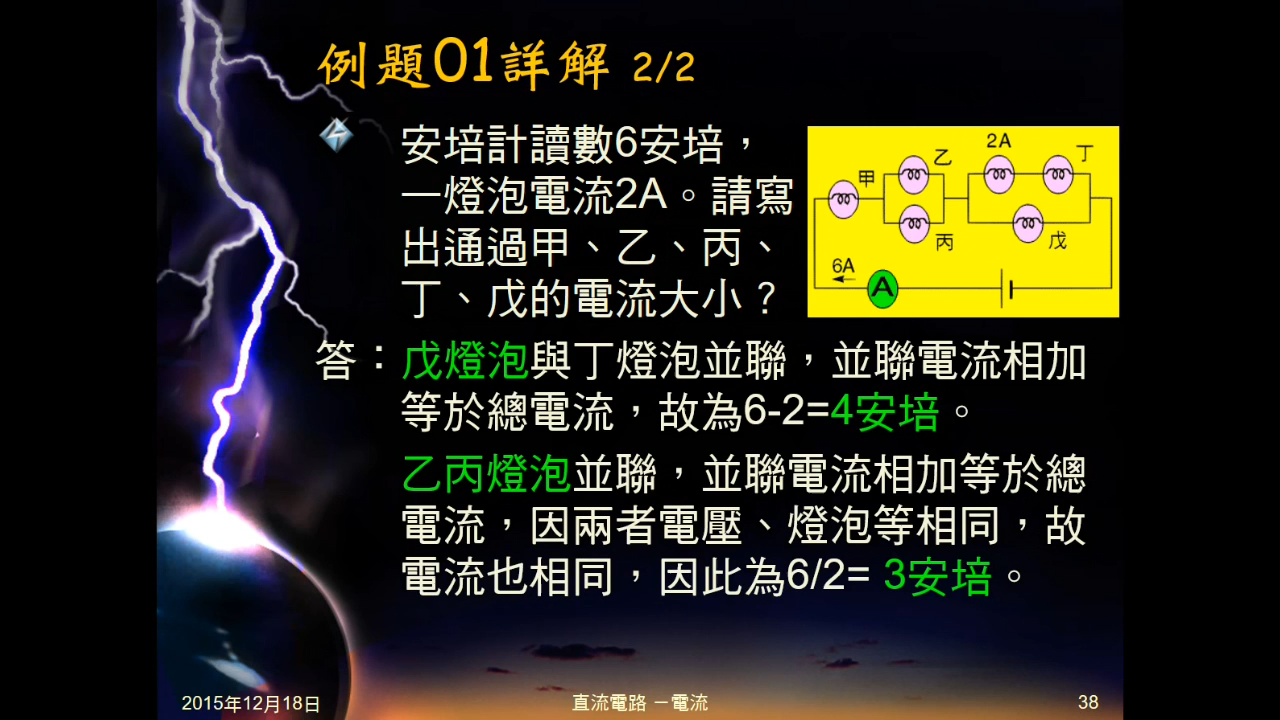 例題01詳解 2/2
安培計讀數6安培，
一燈泡電流2A。請寫
出通過甲、乙、丙、
丁、戊的電流大小？
甲
乙
丙
2A
丁
戊
6A
A
答：戊燈泡與丁燈泡並聯，並聯電流相加
等於總電流，故為6-2=4安培。
乙丙燈泡並聯，並聯電流相加等於總
電流，因兩者電壓、燈泡等相同，故
電流也相同，因此為6/2= 3安培。
2015年12月18日
直流電路 －電流
38